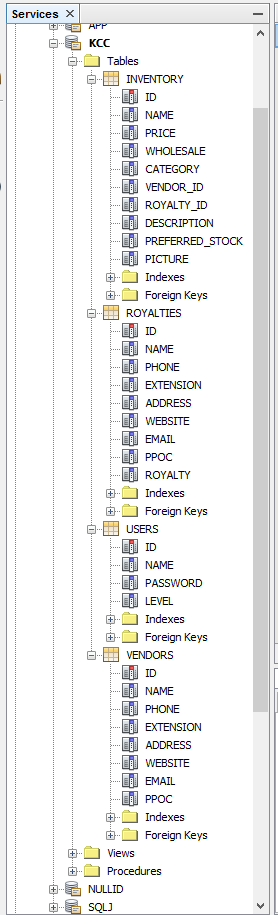 Services
APP
KCC
Tables
INVENTORY
ID
NAME
PRICE
WHOLESALE
CATEGORY
VENDOR_ID
ROYALTY_ID
DESCRIPTION
PREFERRED_STOCK
PICTURE
Indexes
Foreign Keys
ROYALTIES
ID
NAME
PHONE
EXTENSION
ADDRESS
WEBSITE
EMAIL
PPOC
ROYALTY
Indexes
Foreign Keys
USERS
ID
NAME
PASSWORD
LEVEL
Indexes
Foreign Keys
VENDORS
ID
NAME
PHONE
EXTENSION
ADDRESS
WEBSITE
EMAIL
PPOC
Indexes
Foreign Keys
Views
Procedures
NULLID
SQLJ